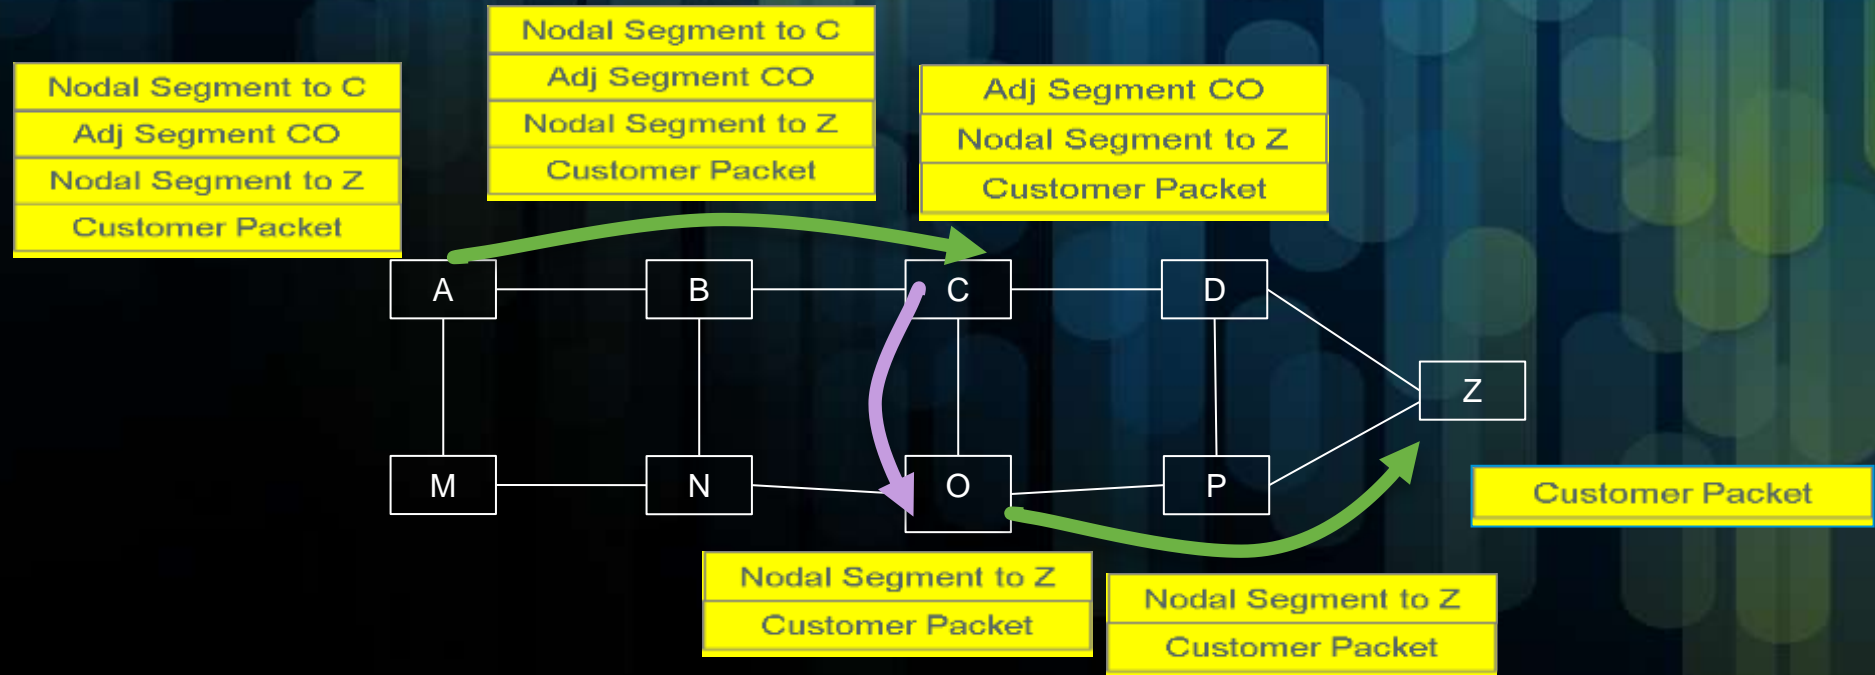 Nodal Segment to C
Adj Segment CO
Nodal Segment to Z
Customer Packet
Nodal Segment to C
Adj Segment CO
Nodal Segment to Z
Customer Packet
Adj Segment CO
Nodal Segment to Z
Customer Packet
A
B
C
D
Z
M
N
O
P
Customer Packet
Nodal Segment to Z
Customer Packet
Nodal Segment to Z
Customer Packet